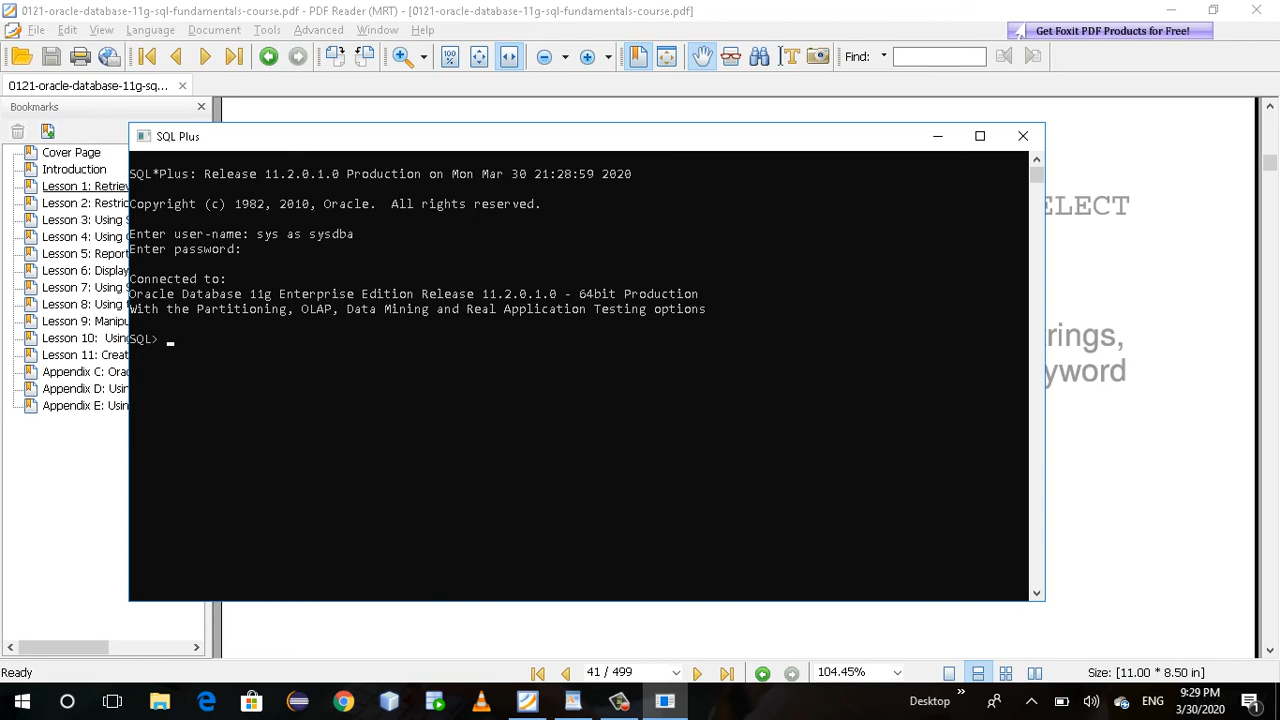 0121-oracle-database-11g-sql-fundamentals-course.pdf - PDF Reader (MRT) - [0121-oracle-database-11g-sql-fundamentals-course.pdf]
File Edit View Language Document Tools Advanced Window Help
Get Foxit PDF Products for Free!
Find:
0121-oracle-database-11g-sq...
Bookmarks
Cover Page
Introduction
Lesson 1: Retriev
Lesson 2: Restric
Lesson 3: Using S
Lesson 4: Using
Lesson 5: Report
Lesson 6: Display
Lesson 7: Using
Lesson 8: Using
Lesson 9: Manipu
Lesson 10: Usin
Lesson 11: Creat
Appendix C: Orac
Appendix D: Usin
Appendix E: Usin
SQL Plus
SQL*Plus: Release 11.2.0.1.0 Production on Mon Mar 30 21:28:59 2020
Copyright (c) 1982, 2010, Oracle. All rights reserved.
Enter user-name: sys as sysdba
Enter password:
Connected to:
Oracle Database 11g Enterprise Edition Release 11.2.0.1.0 - 64bit Production
With the Partitioning, OLAP, Data Mining and Real Application Testing options
SQL>
ELECT
rings,
yword
Ready
41 / 499
104.45%
Size: [11.00 * 8.50 in]
Desktop
ENG
9:29 PM
3/30/2020